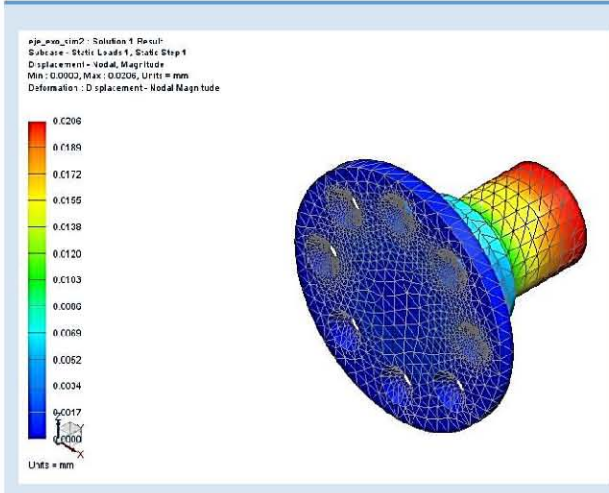 eje_exo_sim2 : Solution 1 Result
Subcase - Static Loads 1, Static Step 1
Displacement - Nodal, Magnitude
Min : 0.0000, Max : 0.0206, Units = mm
Deformation : Displacement - Nodal Magnitude
0.0206
0.0189
0.0172
0.0155
0.0138
0.0120
0.0103
0.0086
0.0069
0.0052
0.0034
0.0017
0.0000
Z
Y
X
Units = mm